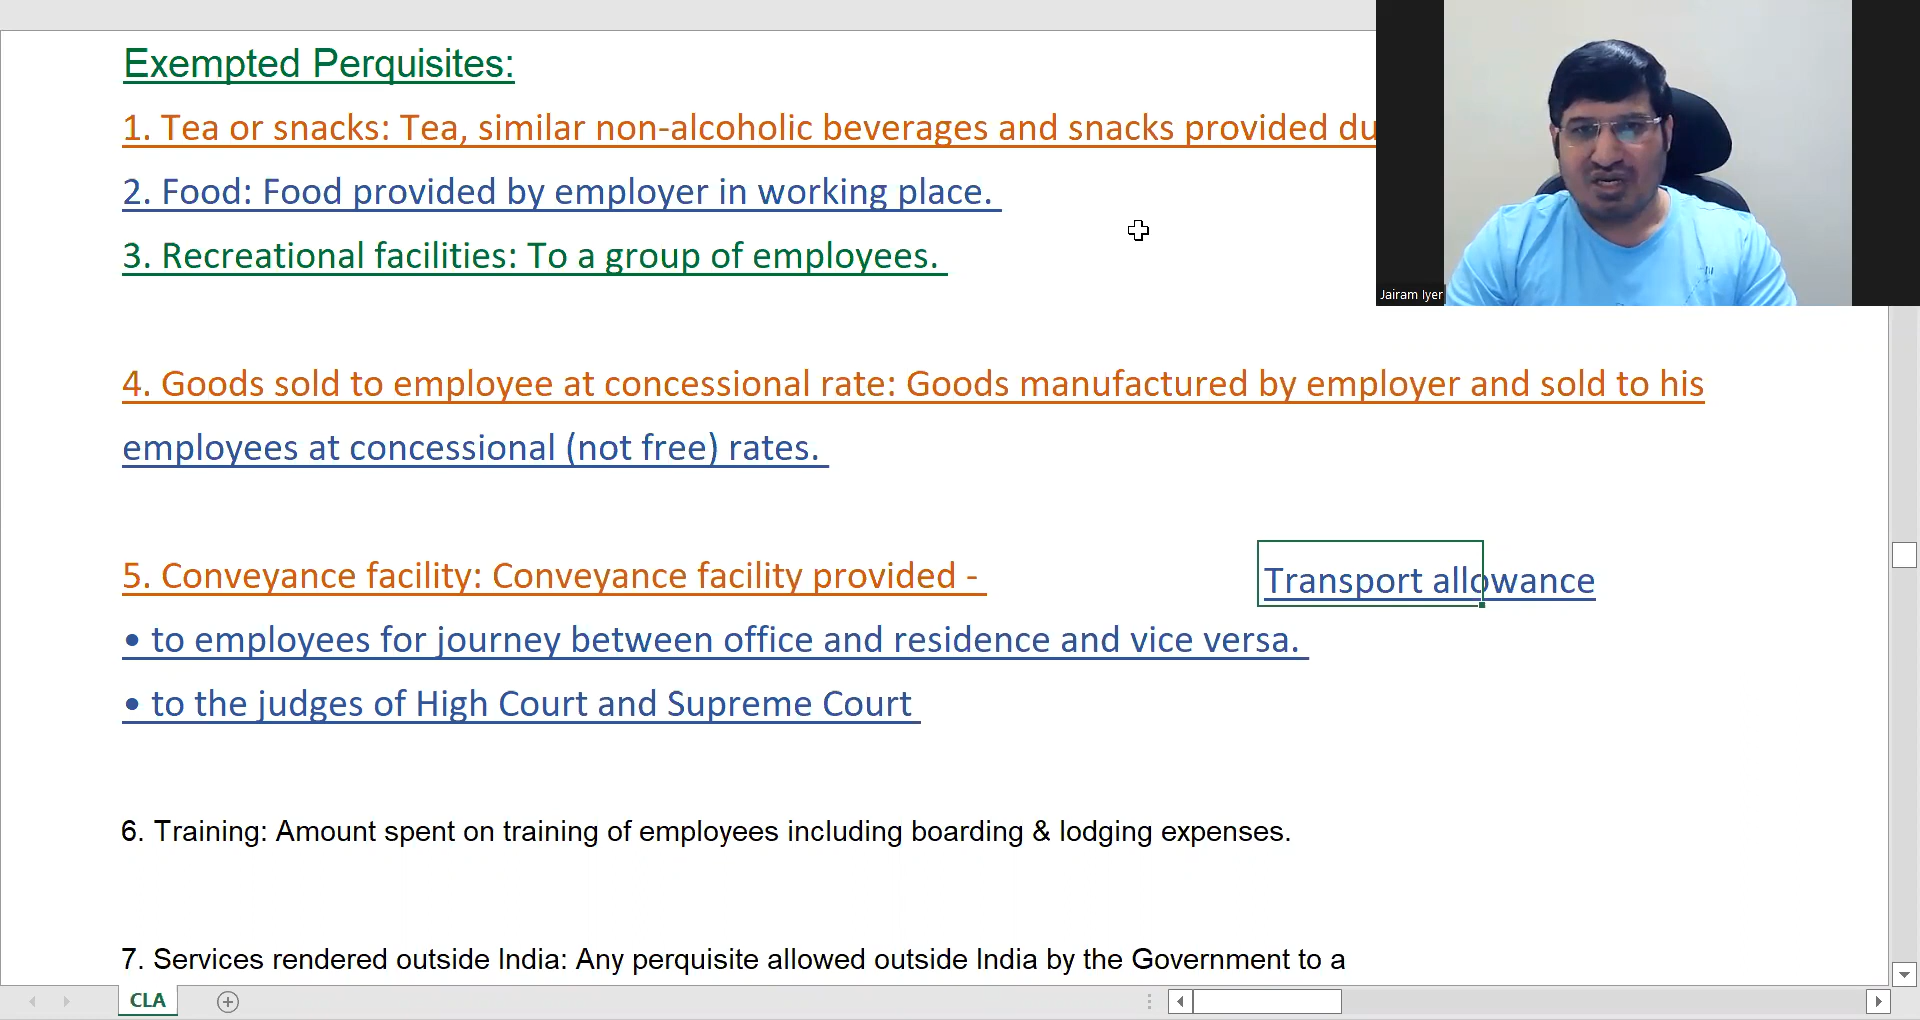 Exempted Perquisites:
1. Tea or snacks: Tea, similar non-alcoholic beverages and snacks provided
2. Food: Food provided by employer in working place.
3. Recreational facilities: To a group of employees.
Jairam Iyer
4. Goods sold to employee at concessional rate: Goods manufactured by employer and sold to his
employees at concessional (not free) rates.
5. Conveyance facility: Conveyance facility provided -
Transport allowance
• to employees for journey between office and residence and vice versa.
• to the judges of High Court and Supreme Court
6. Training: Amount spent on training of employees including boarding & lodging expenses.
7. Services rendered outside India: Any perquisite allowed outside India by the Government to a
CLA